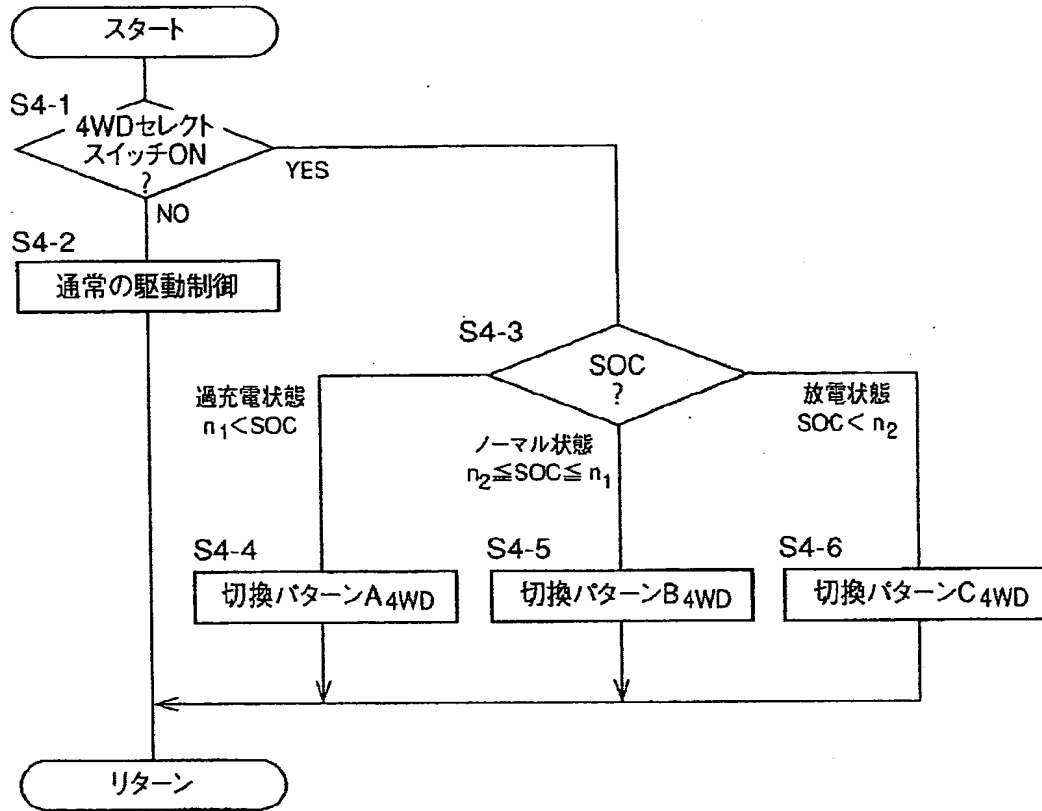 スタート
S4-1
4WDセレクト
スイッチON
?
YES
NO
S4-2
通常の駆動制御
S4-3
SOC
?
過充電状態
n1<SOC
ノーマル状態
n2≦SOC≦n1
放電状態
SOC<n2
S4-4
切換パターンA4WD
S4-5
切換パターンB4WD
S4-6
切換パターンC4WD
リターン